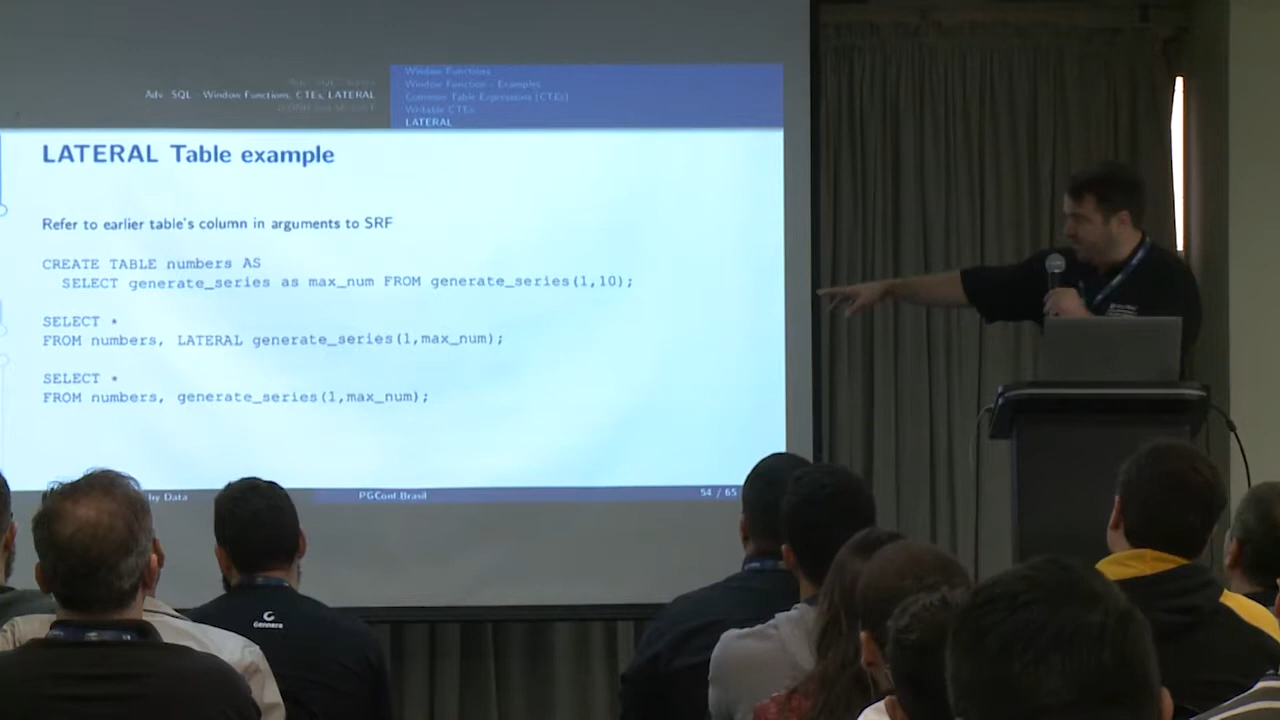 Adv. SQL - Window Functions, CTEs, LATERAL
Window Functions
Window Function - Examples
Common Table Expressions (CTEs)
Writable CTEs
LATERAL
LATERAL Table example
Refer to earlier table's column in arguments to SRF
CREATE TABLE numbers AS
SELECT generate_series as max_num FROM generate_series(1,10);
SELECT *
FROM numbers, LATERAL generate_series(1,max_num);
SELECT *
FROM numbers, generate_series(1,max_num);
by Data
PGConf.Brasil
54 / 65
Gennera